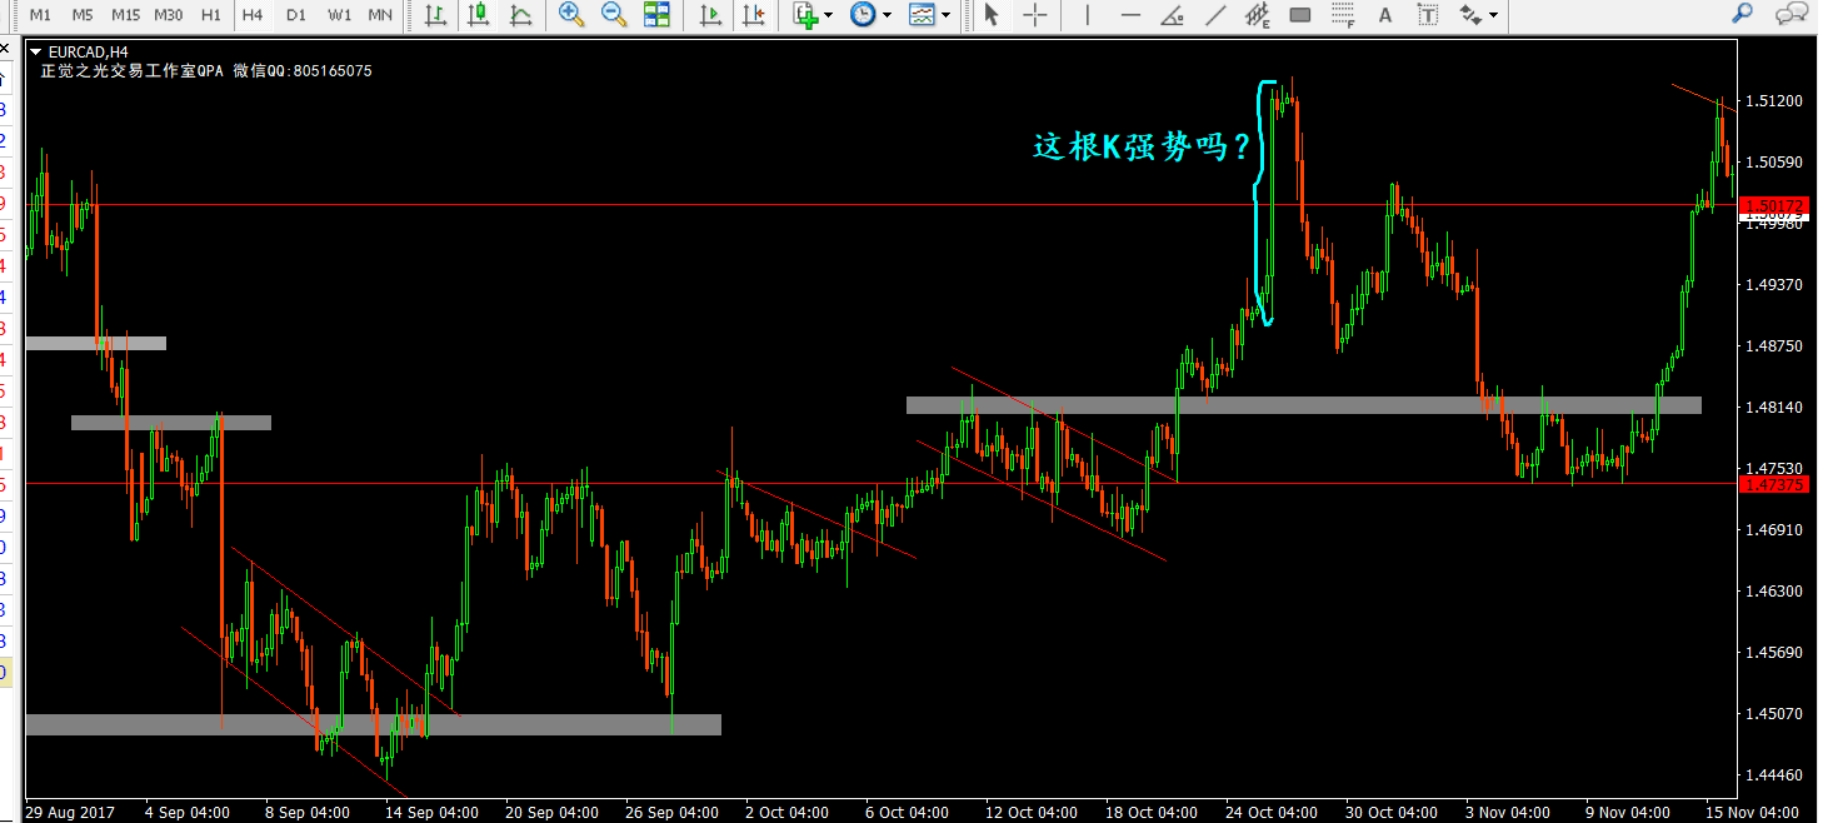 M1 M5 M15 M30 H1 H4 D1 W1 MN
E F A T
EURCAD,H4
正觉之光交易工作室QPA 微信QQ:805165075
这根K强势吗?
1.51200
1.50590
1.50172
1.49980
1.49370
1.48750
1.48140
1.47530
1.47375
1.46910
1.46300
1.45690
1.45070
1.44460
29 Aug 2017 4 Sep 04:00 8 Sep 04:00 14 Sep 04:00 20 Sep 04:00 26 Sep 04:00 2 Oct 04:00 6 Oct 04:00 12 Oct 04:00 18 Oct 04:00 24 Oct 04:00 30 Oct 04:00 3 Nov 04:00 9 Nov 04:00 15 Nov 04:00